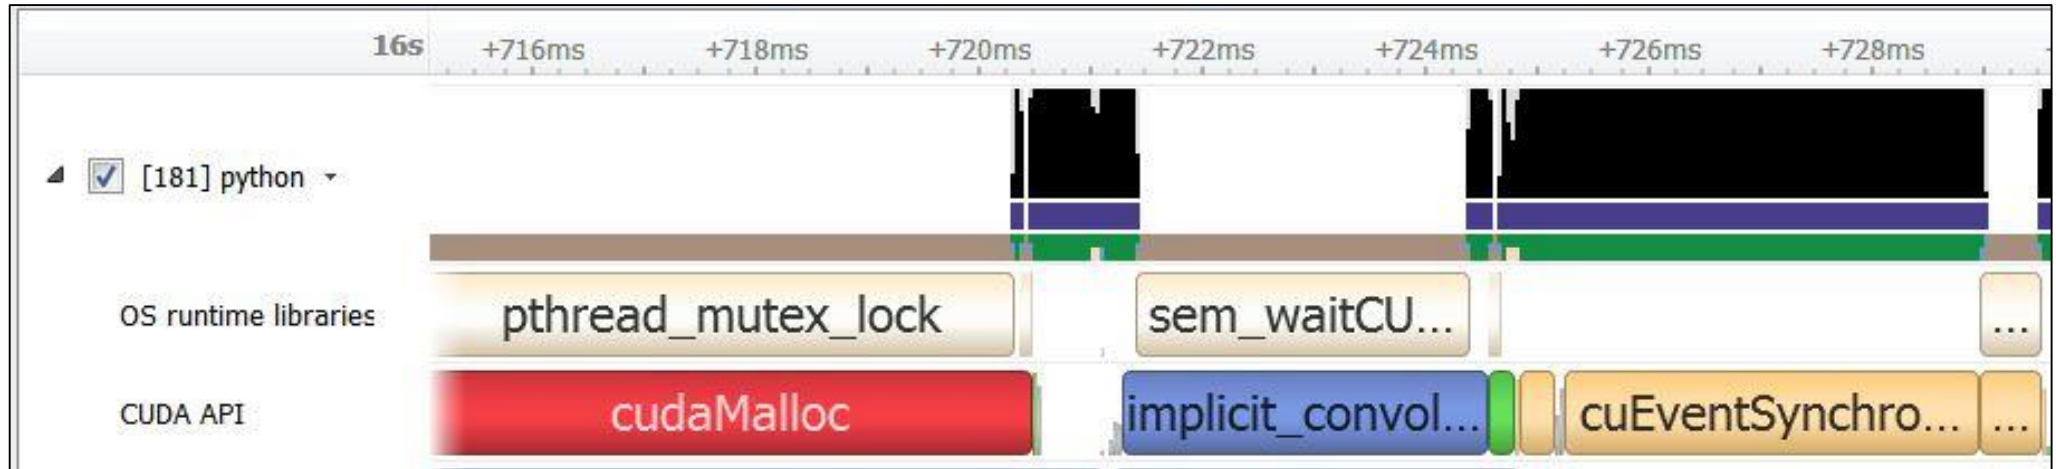 16s +716ms +718ms +720ms +722ms +724ms +726ms +728ms
[181] python
OS runtime libraries pthread_mutex_lock sem_waitCU... ...
CUDA API cudaMalloc implicit_convol... cuEventSynchro... ...